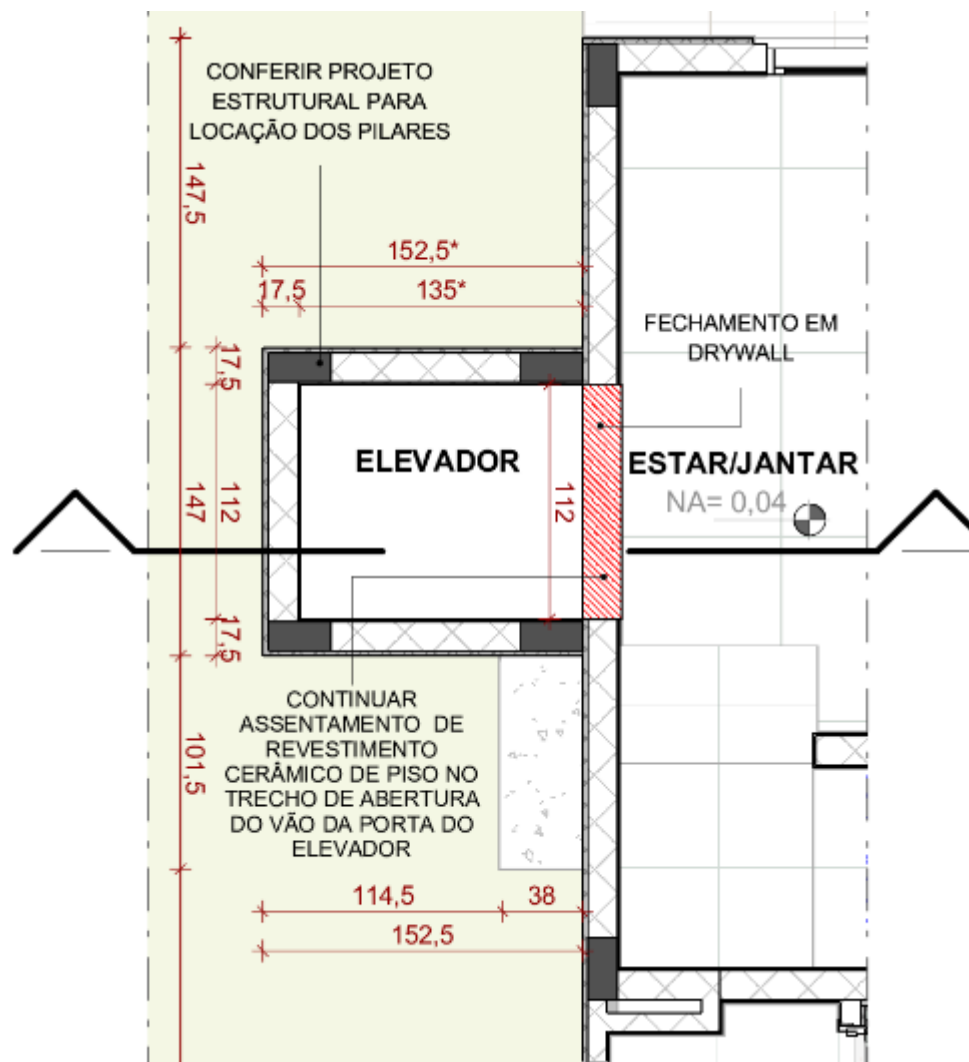 CONFERIR PROJETO
ESTRUTURAL PARA
LOCAÇÃO DOS PILARES
147,5
152,5*
17,5
135*
FECHAMENTO EM
DRYWALL
17,5
ELEVADOR
ESTAR/JANTAR
NA= 0,04
112
147
112
17,5
CONTINUAR
ASSENTAMENTO DE
REVESTIMENTO
CERÂMICO DE PISO NO
TRECHO DE ABERTURA
DO VÃO DA PORTA DO
ELEVADOR
101,5
114,5
38
152,5